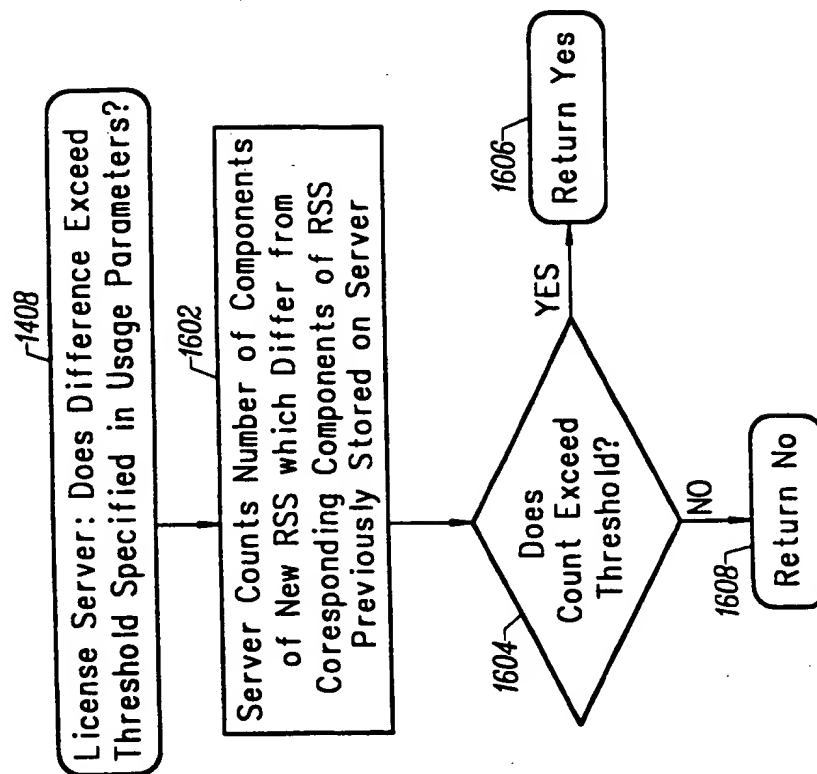 1408
License Server: Does Difference Exceed
Threshold Specified in Usage Parameters?
1602
Server Counts Number of Components
of New RSS which Differ from
Coresponding Components of RSS
Previously Stored on Server
1604
Does
Count Exceed
Threshold?
YES
1606
Return Yes
NO
1608
Return No